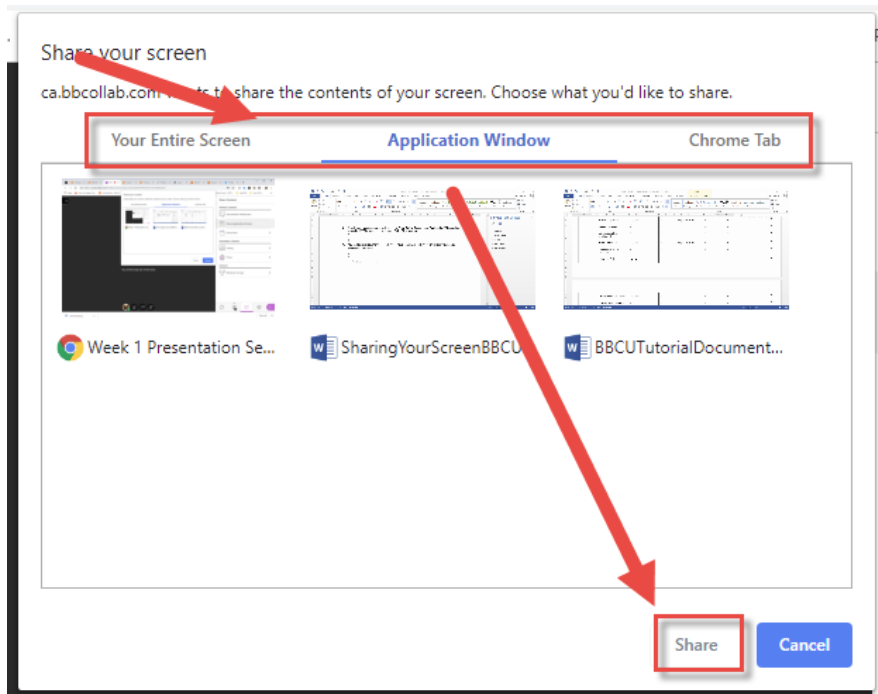 Share your screen
ca.bbcollab.com to share the contents of your screen. Choose what you'd like to share.
Your Entire Screen Application Window Chrome Tab
Week 1 Presentation Se... SharingYourScreenBBCU BBCUTutorialDocument...
Share Cancel